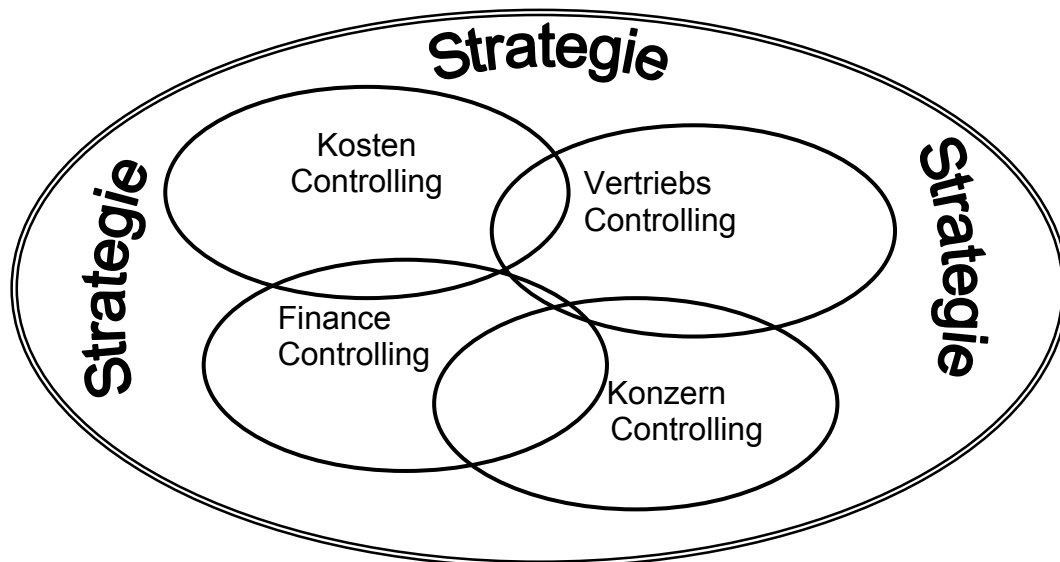 Strategie
Kosten
Controlling
Vertriebs
Controlling
Strategie
Strategie
Finance
Controlling
Konzern
Controlling